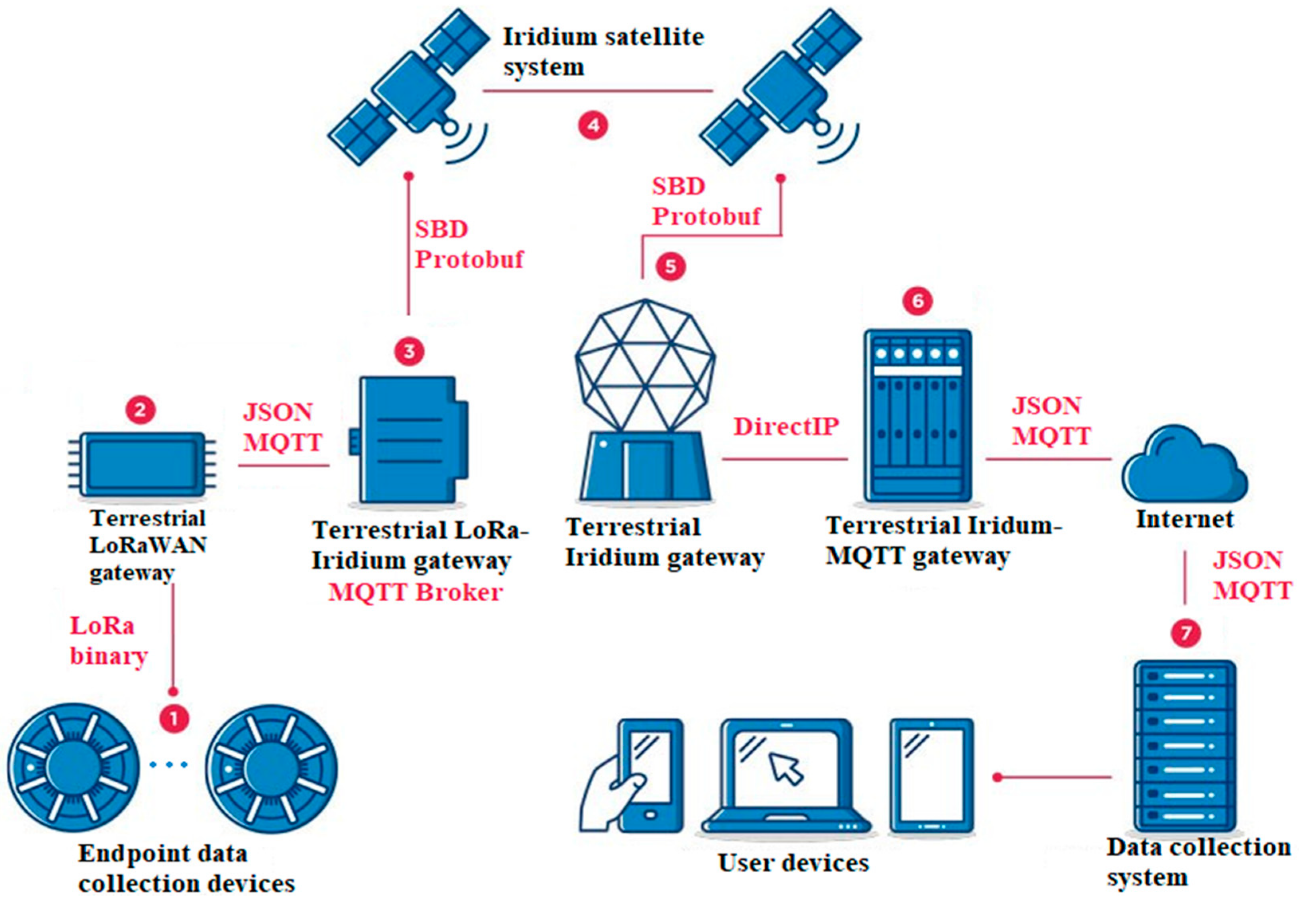 Iridium satellite
system
4
SBD
Protobuf
SBD
Protobuf
5
6
3
2
JSON
MQTT
DirectIP
JSON
MQTT
Terrestrial
LoRaWAN
gateway
Terrestrial LoRa-
Iridium gateway
MQTT Broker
Terrestrial
Iridium gateway
Terrestrial Iridum-
MQTT gateway
Internet
JSON
MQTT
LoRa
binary
1
7
Endpoint data
collection devices
User devices
Data collection
system